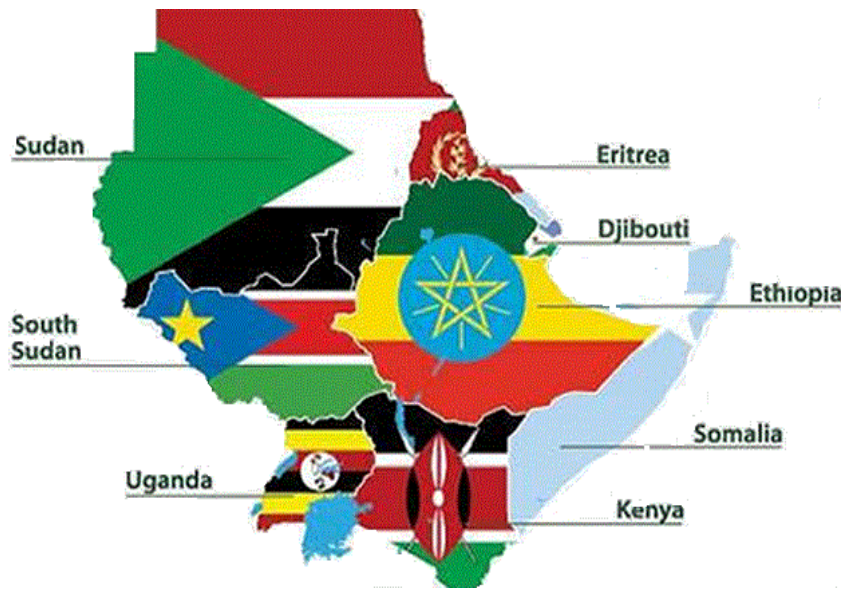 Sudan
Eritrea
Djibouti
Ethiopia
South
Sudan
Somalia
Uganda
Kenya